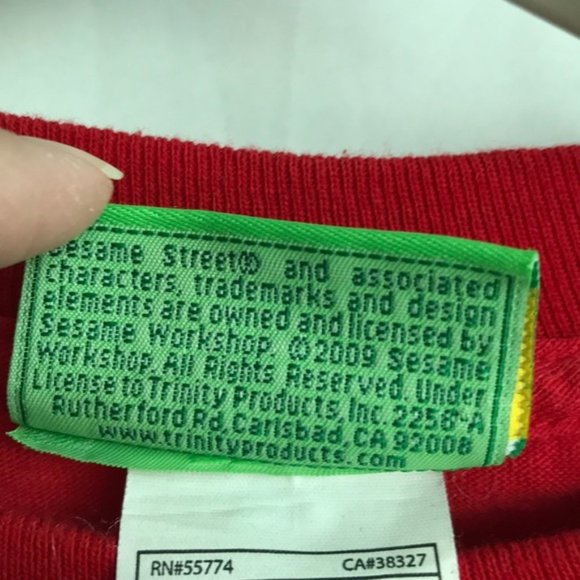 Sesame Street® and associated
characters, trademarks and design
elements are owned and licensed by
Sesame Workshop. © 2009 Sesame
Workshop. All Rights Reserved. Under
License to Trinity Products, Inc. 2258-A
Rutherford Rd, Carlsbad, CA 92008
www.trinityproducts.com
RN#55774 CA#38327